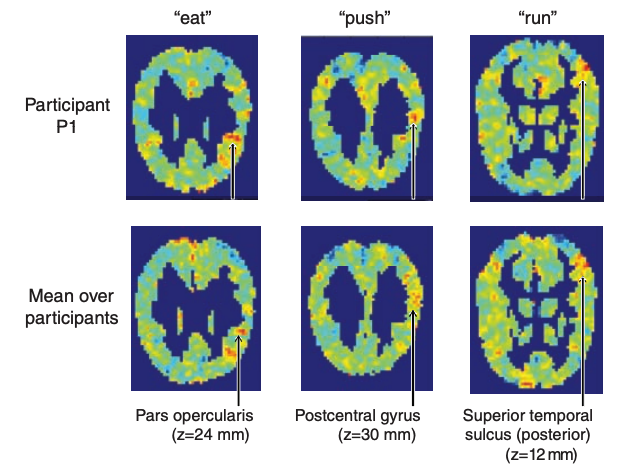 “eat” “push” “run”
Participant
P1
Mean over
participants
Pars opercularis
(z=24 mm)
Postcentral gyrus
(z=30 mm)
Superior temporal
sulcus (posterior)
(z=12 mm)